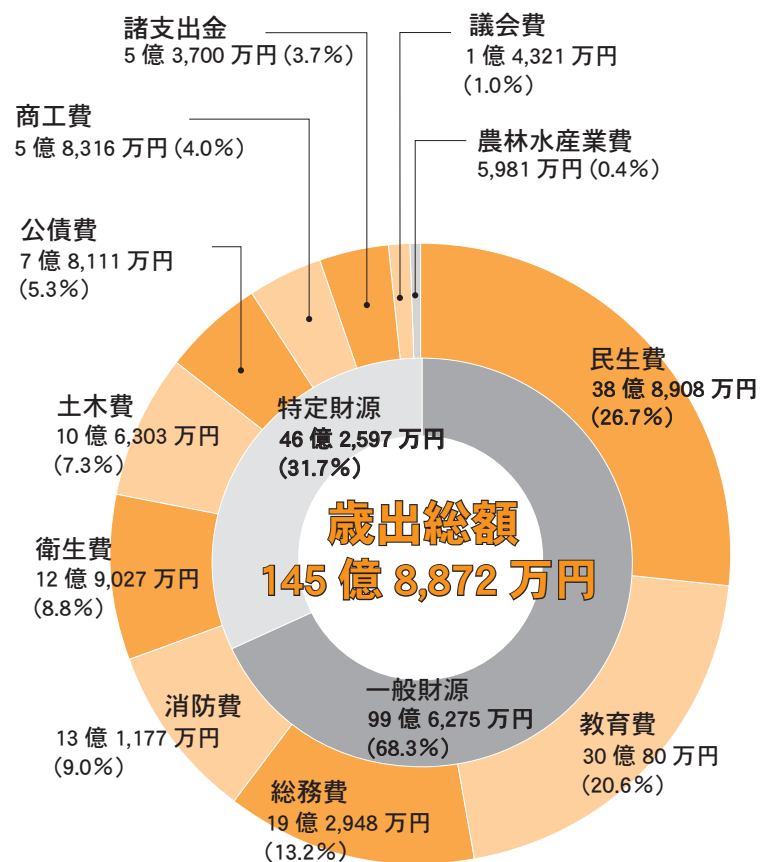 諸支出金
5 億 3,700 万円 (3.7%)
議会費
1 億 4,321 万円
(1.0%)
商工費
5 億 8,316 万円 (4.0%)
農林水産業費
5,981 万円 (0.4%)
公債費
7 億 8,111 万円
(5.3%)
民生費
38 億 8,908 万円
(26.7%)
土木費
10 億 6,303 万円
(7.3%)
特定財源
46 億 2,597 万円
(31.7%)
歳出総額
145 億 8,872 万円
衛生費
12 億 9,027 万円
(8.8%)
一般財源
99 億 6,275 万円
(68.3%)
消防費
13 億 1,177 万円
(9.0%)
教育費
30 億 80 万円
(20.6%)
総務費
19 億 2,948 万円
(13.2%)